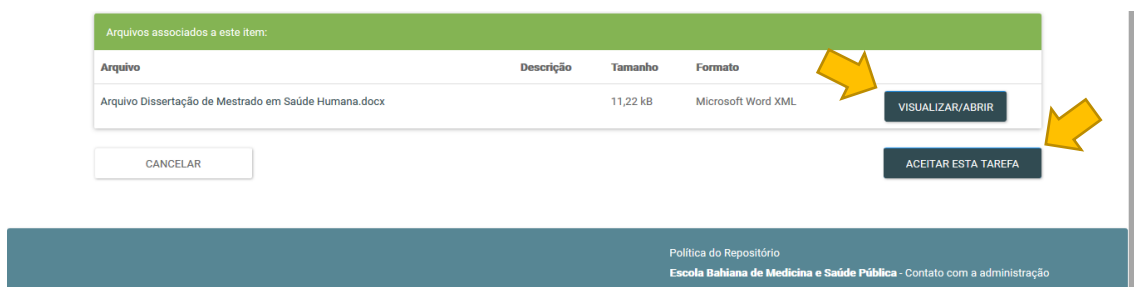 Arquivos associados a este item:
Arquivo Descrição Tamanho Formato
Arquivo Dissertação de Mestrado em Saúde Humana.docx 11,22 kB Microsoft Word XML VISUALIZAR/ABRIR
CANCELAR ACEITAR ESTA TAREFA
Política do Repositório
Escola Bahiana de Medicina e Saúde Pública - Contato com a administração